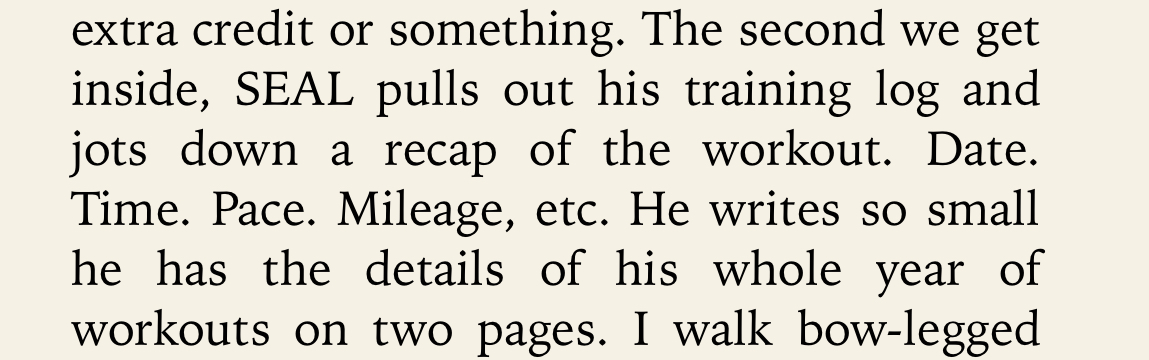 extra credit or something. The second we get
inside, SEAL pulls out his training log and
jots down a recap of the workout. Date.
Time. Pace. Mileage, etc. He writes so small
he has the details of his whole year of
workouts on two pages. I walk bow-legged